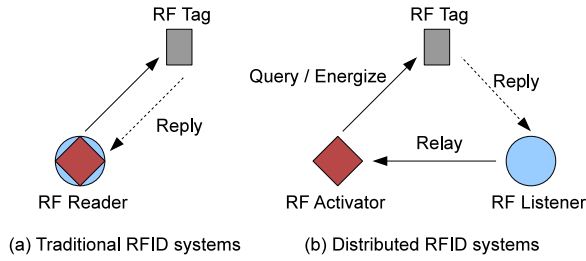 RF Tag
Reply
RF Reader
(a) Traditional RFID systems
RF Tag
Query / Energize
Reply
Relay
RF Activator
RF Listener
(b) Distributed RFID systems